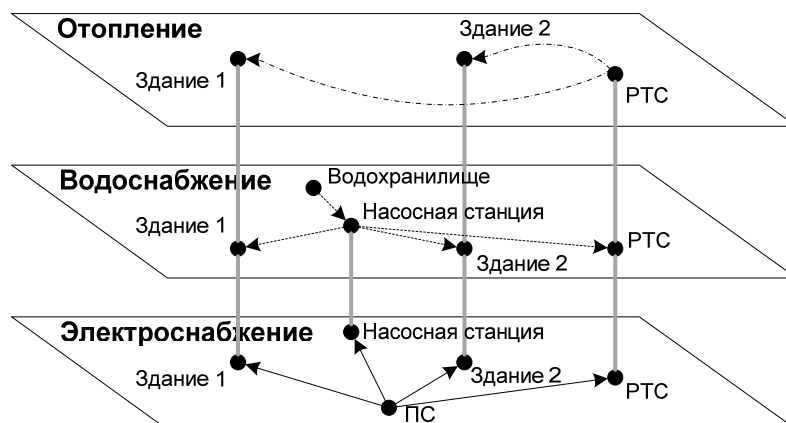 Отопление
Здание 2
Здание 1
РТС
Водоснабжение
Водохранилище
Насосная станция
Здание 1
РТС
Здание 2
Электроснабжение
Насосная станция
Здание 1
Здание 2
РТС
ПС